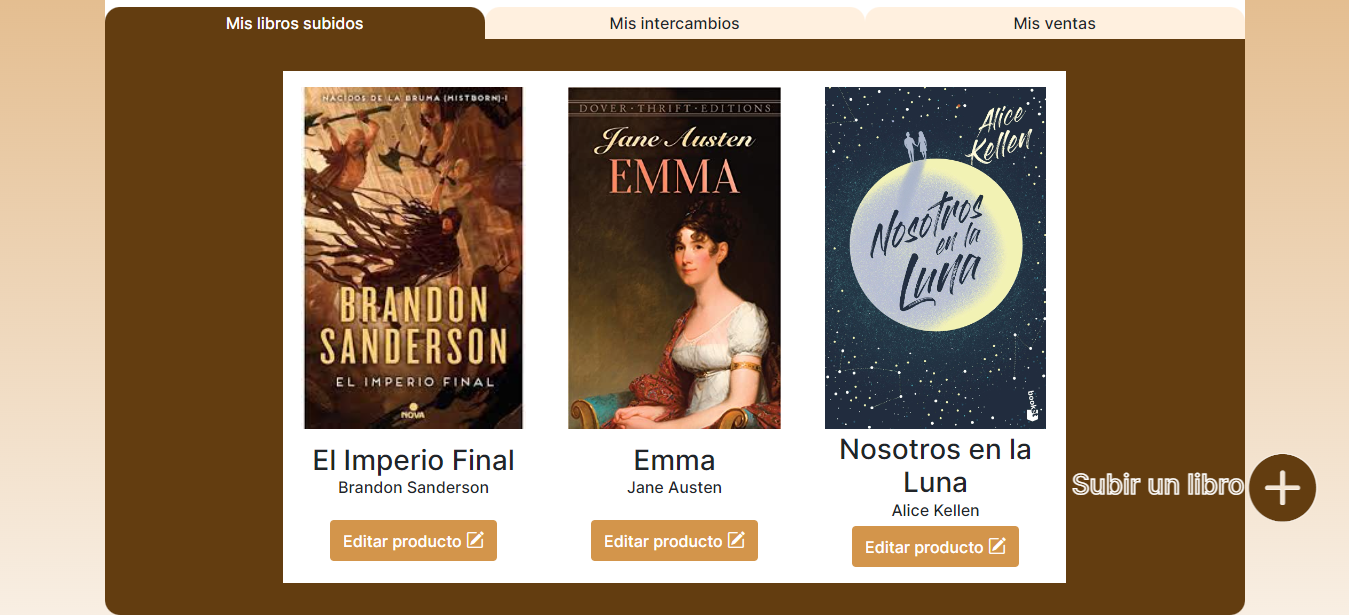 Mis libros subidos
Mis intercambios
Mis ventas
NACIDOS DE LA BRUMA (MISTBORN)-I
BRANDON
SANDERSON
EL IMPERIO FINAL
NOVA
DOVER · THRIFT · EDITIONS
Jane Austen
EMMA
Alice
Kellen
Nosotros
en la
Luna
booket
El Imperio Final
Brandon Sanderson
Editar producto
Emma
Jane Austen
Editar producto
Nosotros en la
Luna
Alice Kellen
Editar producto
Subir un libro